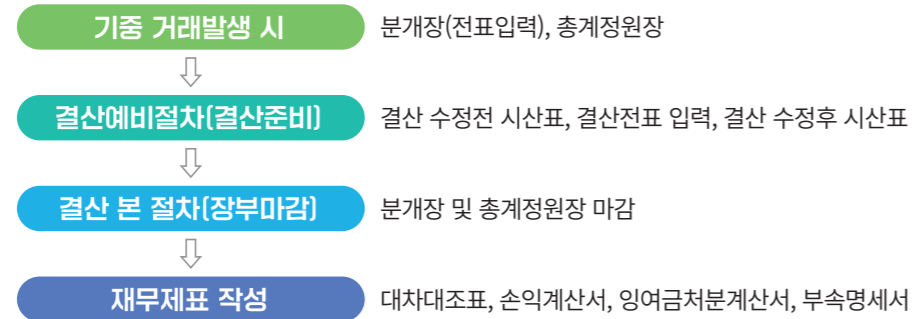 기중 거래발생 시 분개장(전표입력), 총계정원장
결산예비절차(결산준비) 결산 수정전 시산표, 결산전표 입력, 결산 수정후 시산표
결산 본 절차(장부마감) 분개장 및 총계정원장 마감
재무제표 작성 대차대조표, 손익계산서, 잉여금처분계산서, 부속명세서